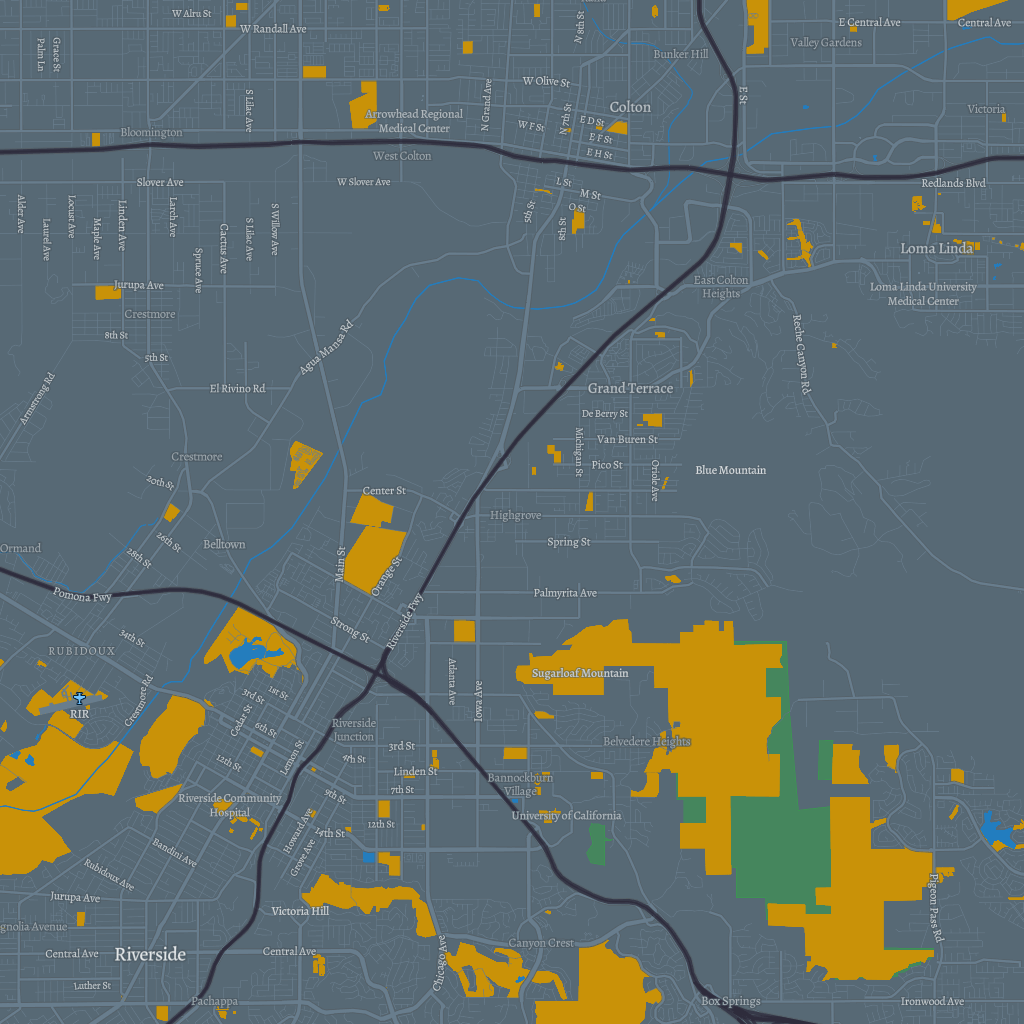 W Alru St
W Randall Ave
N 8th St
E Central Ave
Central Ave
Palm Ln
Grace St
Bunker Hill
Valley Gardens
W Olive St
E St
S Lilac Ave
N Grand Ave
Colton
Victoria
Arrowhead Regional
Medical Center
N 7th St
W F St
E D St
E F St
E H St
Bloomington
West Colton
Slover Ave
W Slover Ave
L St
M St
Redlands Blvd
Alder Ave
Laurel Ave
Locust Ave
Maple Ave
Linden Ave
Larch Ave
Spruce Ave
Cactus Ave
S Lilac Ave
S Willow Ave
5th St
8th St
O St
Loma Linda
Jurupa Ave
East Colton
Heights
Loma Linda University
Medical Center
Crestmore
8th St
5th St
Agua Mansa Rd
Reche Canyon Rd
El Rivino Rd
Grand Terrace
Armstrong Rd
De Berry St
Van Buren St
Michigan St
Pico St
Oriole Ave
Blue Mountain
Crestmore
20th St
Center St
Highgrove
Ormand
26th St
28th St
Belltown
Spring St
Main St
Orange St
Pomona Fwy
Palmyrita Ave
Riverside Fwy
Strong St
34th St
RUBIDOUX
Sugarloaf Mountain
Atlanta Ave
Iowa Ave
RIR
Crestmore Rd
1st St
3rd St
Cedar St
6th St
Riverside
Junction
Belvedere Heights
3rd St
4th St
12th St
Lemon St
Linden St
7th St
Bannockburn
Village
9th St
Riverside Community
Hospital
University of California
Howard Ave
14th St
12th St
Bandini Ave
Grove Ave
Rubidoux Ave
Jurupa Ave
Victoria Hill
Pigeon Pass Rd
gnolia Avenue
Central Ave
Riverside
Central Ave
Chicago Ave
Canyon Crest
Luther St
Pachappa
Box Springs
Ironwood Ave